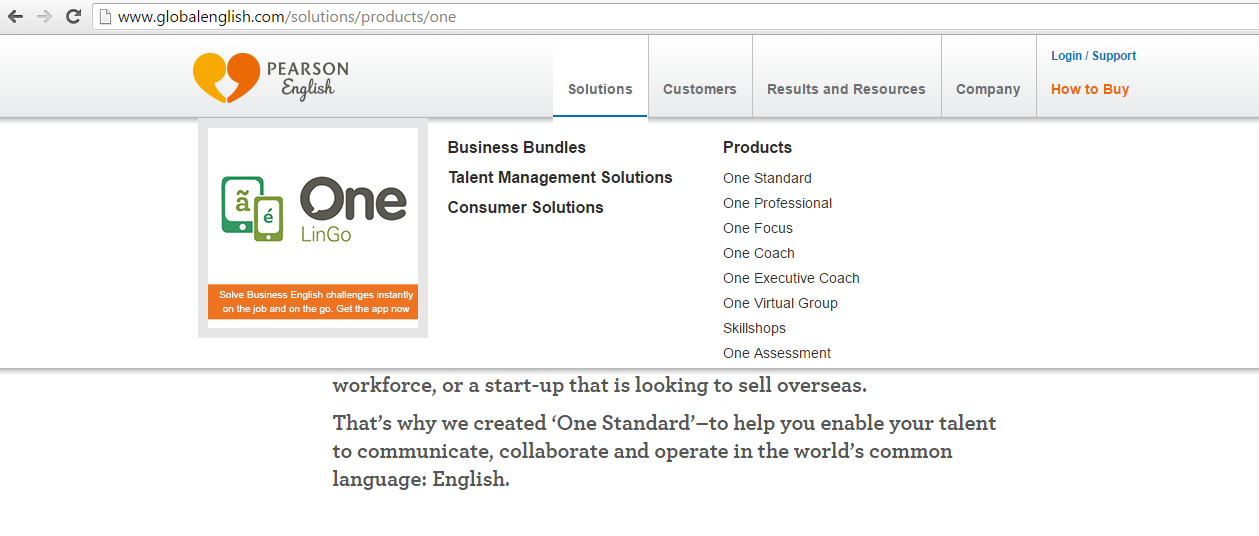 www.globalenglish.com/solutions/products/one
Login / Support
PEARSON
English
Solutions
Customers
Results and Resources
Company
How to Buy
ã
é
One
LinGo
Solve Business English challenges instantly
on the job and on the go. Get the app now
Business Bundles
Talent Management Solutions
Consumer Solutions
Products
One Standard
One Professional
One Focus
One Coach
One Executive Coach
One Virtual Group
Skillshops
One Assessment
workforce, or a start-up that is looking to sell overseas.
That’s why we created ‘One Standard’–to help you enable your talent
to communicate, collaborate and operate in the world’s common
language: English.